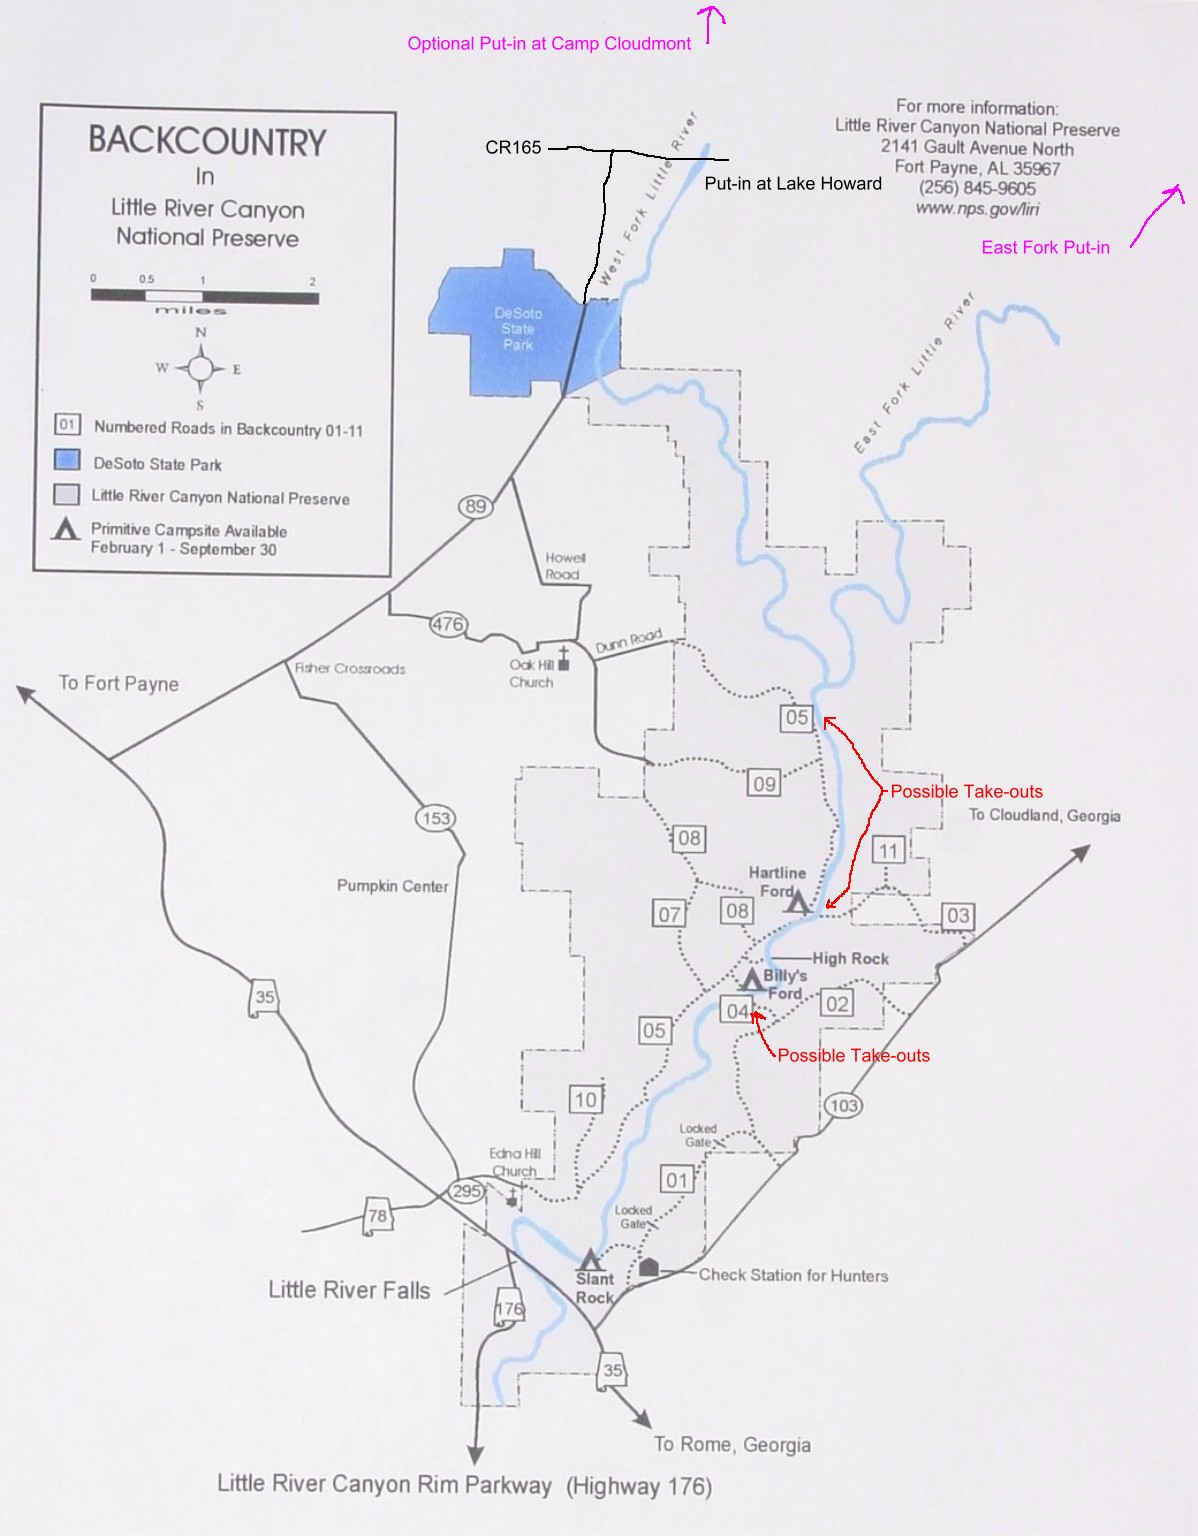 Optional Put-in at Camp Cloudmont
BACKCOUNTRY
In
Little River Canyon
National Preserve
0 0.5 1 2
miles
N
W E
S
01 Numbered Roads in Backcountry 01-11
DeSoto State Park
Little River Canyon National Preserve
Primitive Campsite Available
February 1 - September 30
CR165
West Fork Little River
Put-in at Lake Howard
For more information:
Little River Canyon National Preserve
2141 Gault Avenue North
Fort Payne, AL 35967
(256) 845-9605
www.nps.gov/liri
East Fork Put-in
DeSoto
State
Park
East Fork Little River
89
Howell
Road
476
Oak Hill
Church
Dunn Road
Fisher Crossroads
To Fort Payne
05
09
Possible Take-outs
To Cloudland, Georgia
153
08
11
Pumpkin Center
Hartline
Ford
07
08
03
High Rock
Billy's
Ford
04
02
35
05
Possible Take-outs
10
103
Locked
Gate
Edna Hill
Church
01
295
78
Locked
Gate
Slant
Rock
Check Station for Hunters
Little River Falls
176
35
To Rome, Georgia
Little River Canyon Rim Parkway (Highway 176)